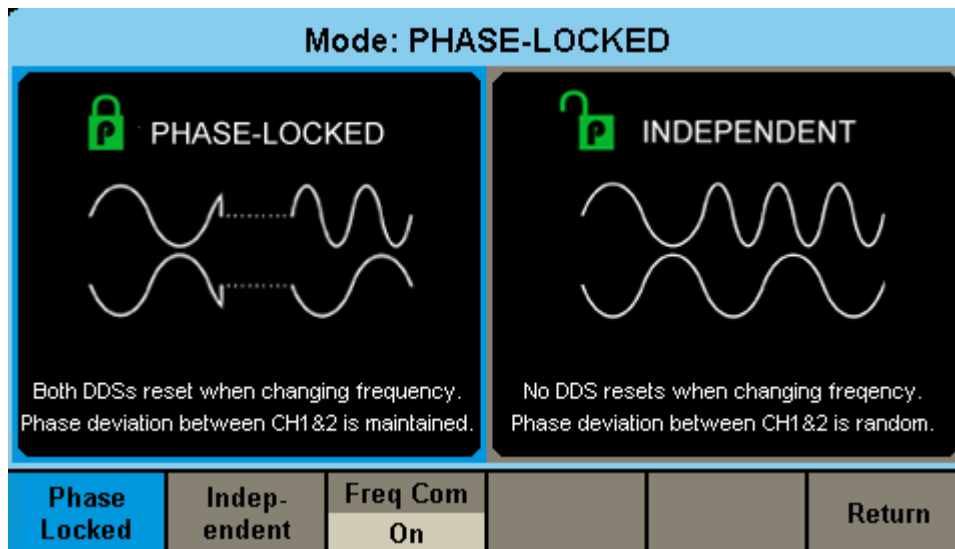 Mode: PHASE-LOCKED
P PHASE-LOCKED
Both DDSs reset when changing frequency.
Phase deviation between CH1&2 is maintained.
P INDEPENDENT
No DDS resets when changing freqency.
Phase deviation between CH1&2 is random.
Phase
Locked
Indep-
endent
Freq Com
On
Return